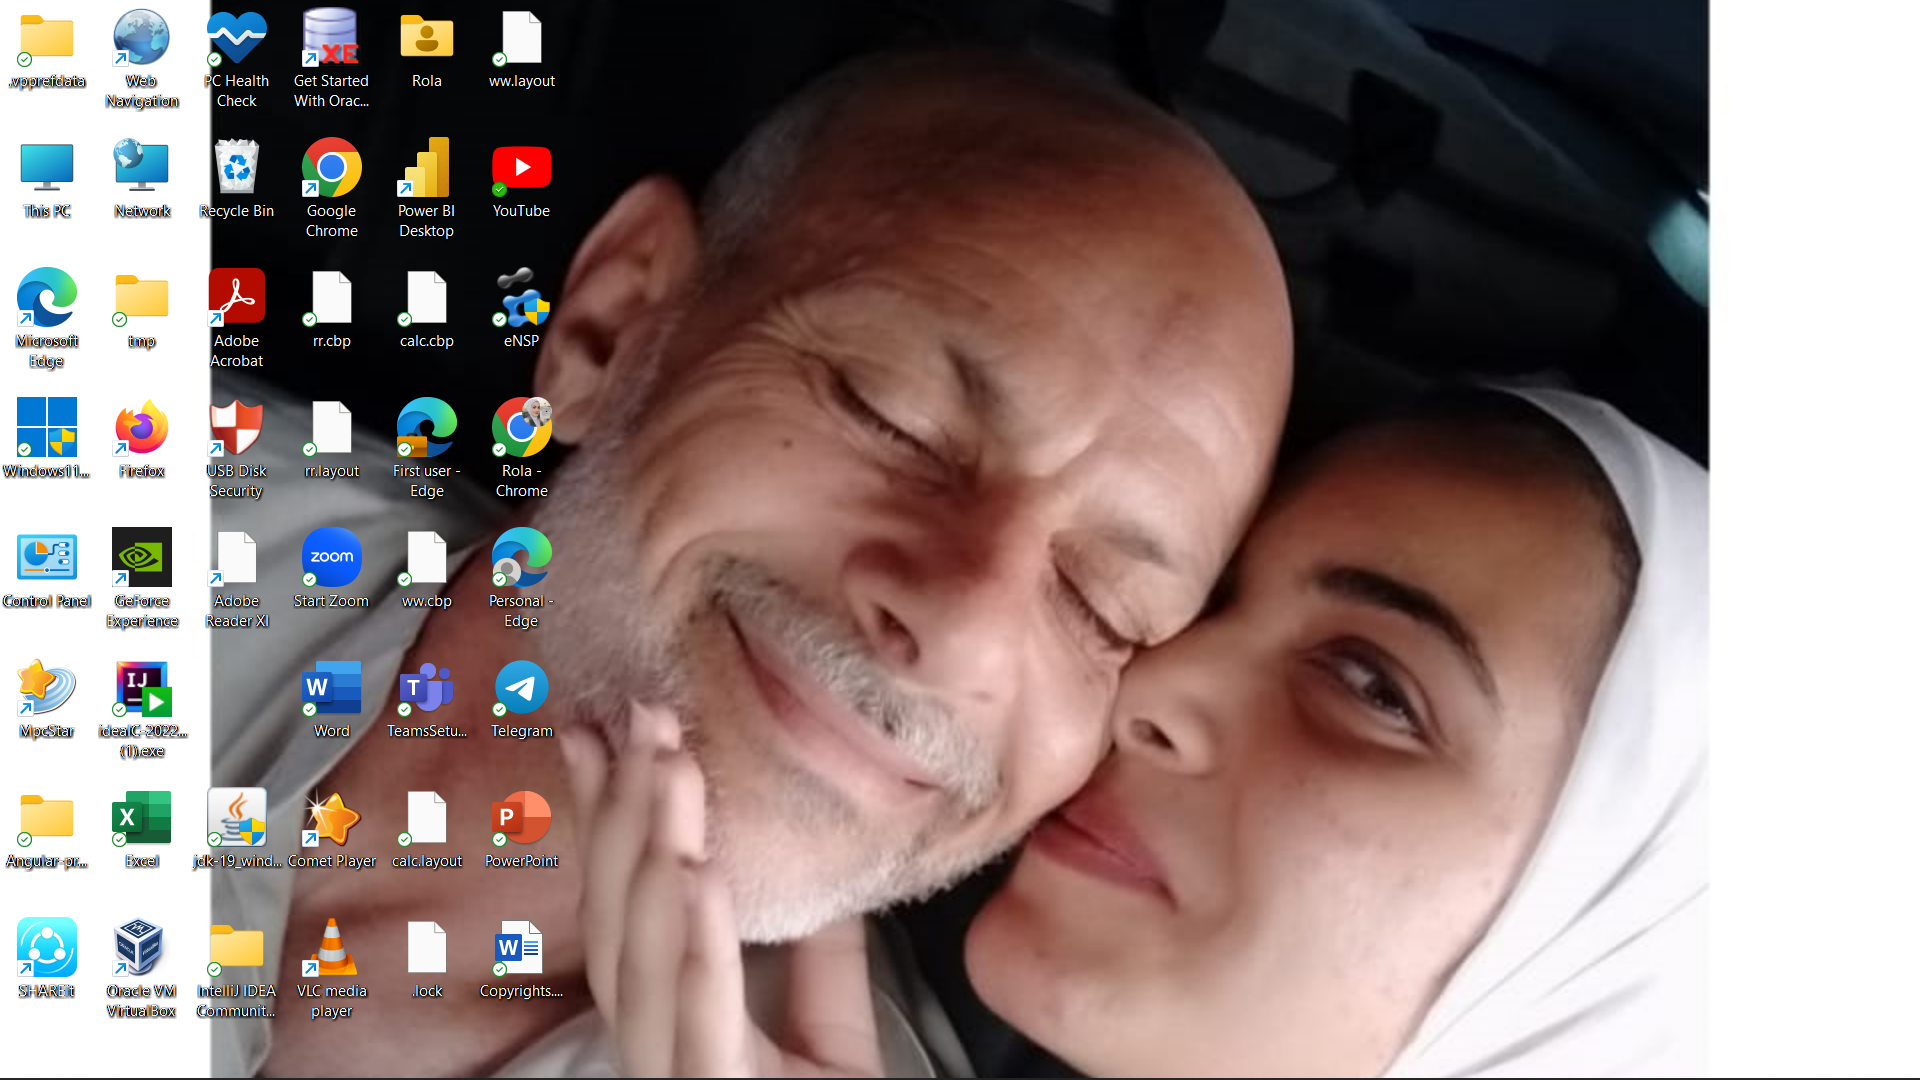 .vpprefdata
Web
Navigation
PC Health
Check
Get Started
With Orac...
XE
Rola
ww.layout
This PC
Network
Recycle Bin
Google
Chrome
Power BI
Desktop
YouTube
Microsoft
Edge
tmp
Adobe
Acrobat
rr.cbp
calc.cbp
eNSP
Windows11...
Firefox
USB Disk
Security
rr.layout
First user -
Edge
Rola -
Chrome
Control Panel
GeForce
Experience
Adobe
Reader XI
zoom
Start Zoom
ww.cbp
Personal -
Edge
MpcStar
IJ
ideaIC-2022...
(1).exe
W
Word
T
TeamsSetu...
Telegram
Angular-pr...
X
Excel
jdk-19_wind...
Comet Player
calc.layout
P
PowerPoint
SHAREit
Oracle VM
VirtualBox
IntelliJ IDEA
Communit...
VLC media
player
.lock
W
Copyrights....